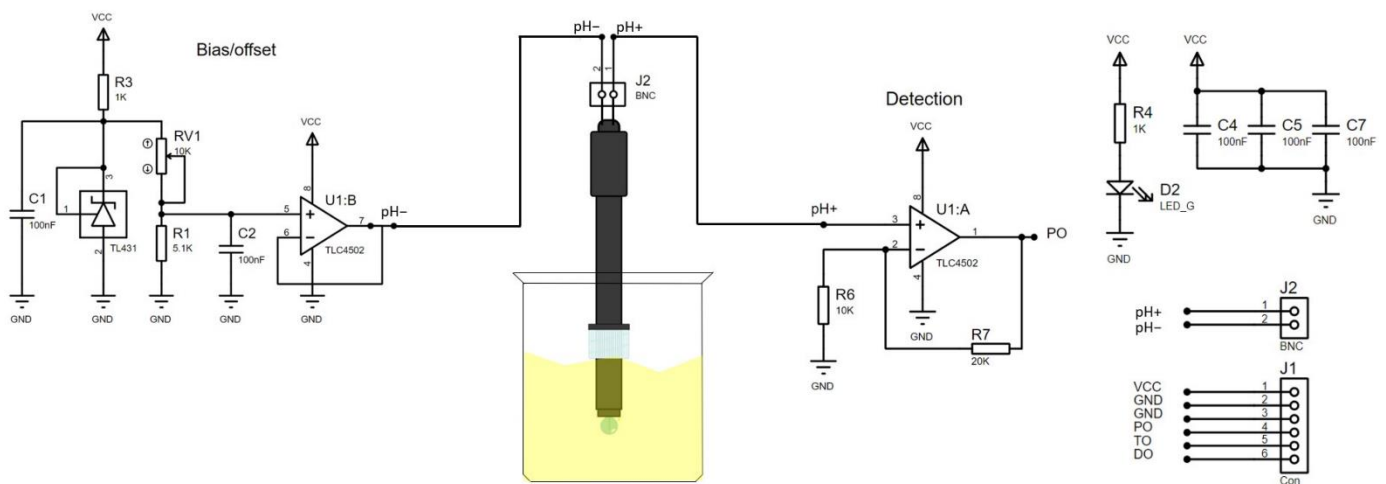 Bias/offset
VCC
R3
1K
RV1
10K
3
1
TL431
2
C1
100nF
R1
5.1K
C2
100nF
VCC
8
U1:B
5
+
6
−
7
TLC4502
4
pH−
GND
GND
GND
GND
GND
pH−
pH+
2
1
J2
BNC
Detection
VCC
8
U1:A
pH+
3
+
2
−
1
PO
TLC4502
4
R6
10K
GND
GND
R7
20K
VCC
R4
1K
D2
LED_G
GND
VCC
C4
100nF
C5
100nF
C7
100nF
GND
J2
pH+
1
pH−
2
BNC
J1
VCC
1
GND
2
GND
3
PO
4
TO
5
DO
6
Con